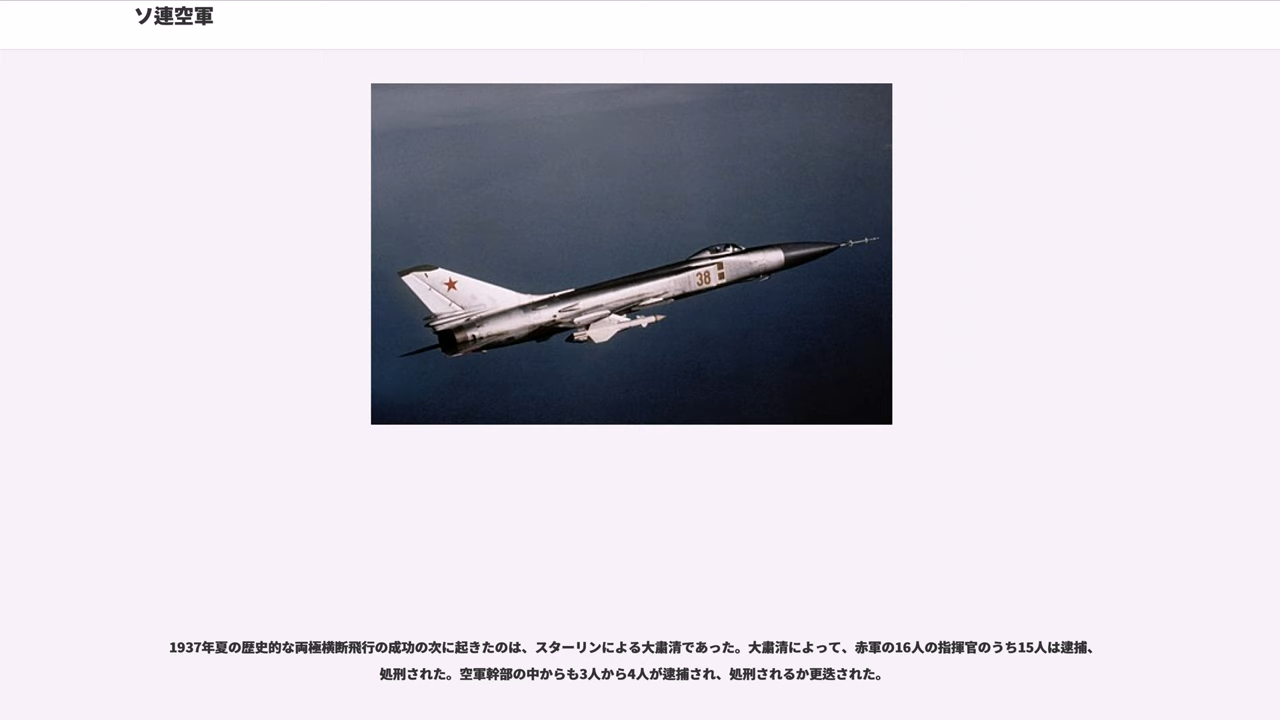 ソ連空軍
38
1937年夏の歴史的な両極横断飛行の成功の次に起きたのは、スターリンによる大粛清であった。大粛清によって、赤軍の16人の指揮官のうち15人は逮捕、
処刑された。空軍幹部の中からも3人から4人が逮捕され、処刑されるか更迭された。